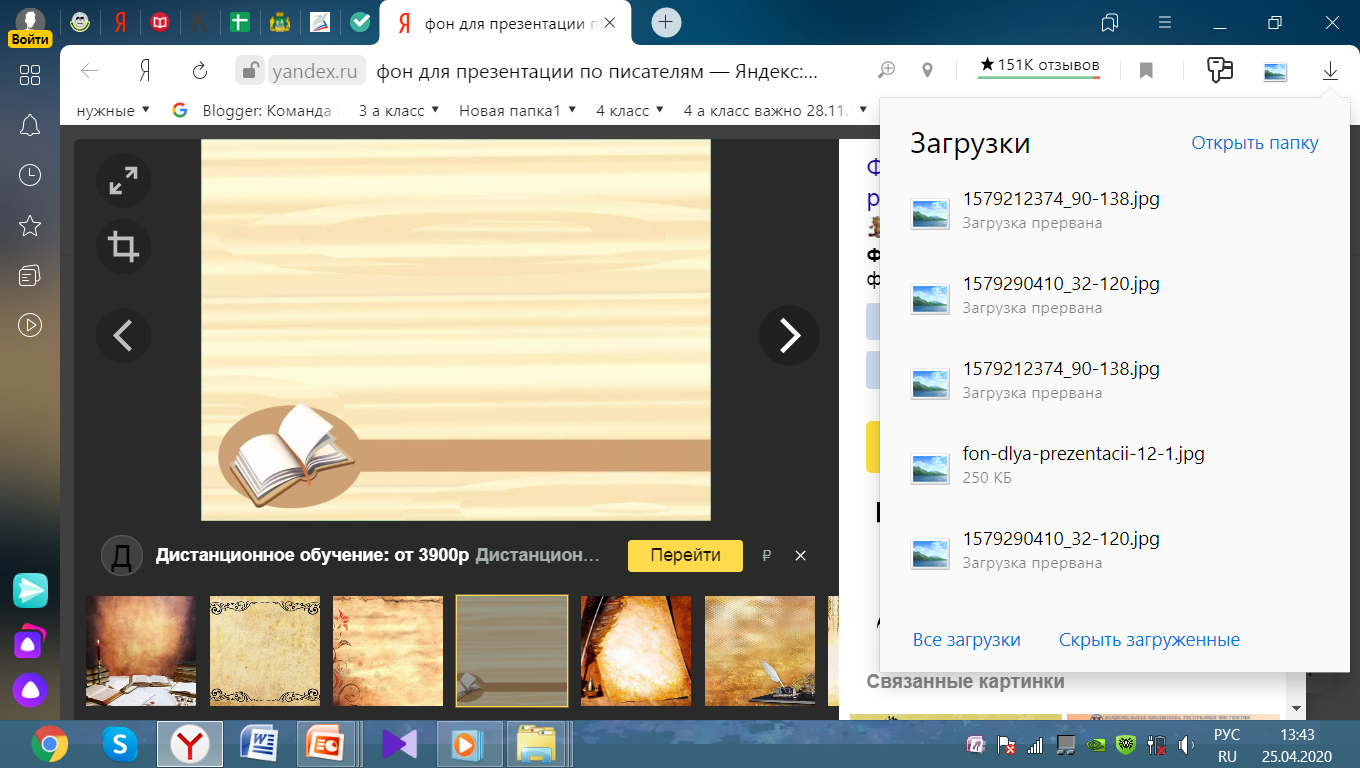 Войти
фон для презентации п
yandex.ru
фон для презентации по писателям — Яндекс:...
★151К отзывов
нужные
Blogger: Команда
3 а класс
Новая папка1
4 класс
4 а класс важно 28.11.
Загрузки
Открыть папку
1579212374_90-138.jpg
Загрузка прервана
1579290410_32-120.jpg
Загрузка прервана
1579212374_90-138.jpg
Загрузка прервана
fon-dlya-prezentacii-12-1.jpg
250 КБ
1579290410_32-120.jpg
Загрузка прервана
Все загрузки
Скрыть загруженные
Д
Дистанционное обучение: от 3900р Дистанцион...
Перейти
₽
Связанные картинки
РУС
RU
13:43
25.04.2020